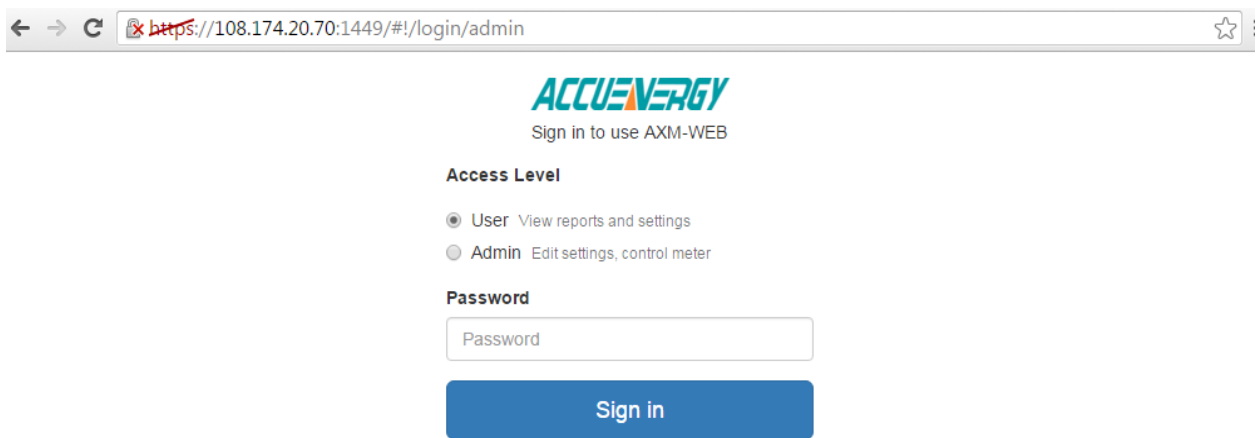 https://108.174.20.70:1449/#!/login/admin
ACCUENERGY
Sign in to use AXM-WEB
Access Level
User View reports and settings
Admin Edit settings, control meter
Password
Password
Sign in